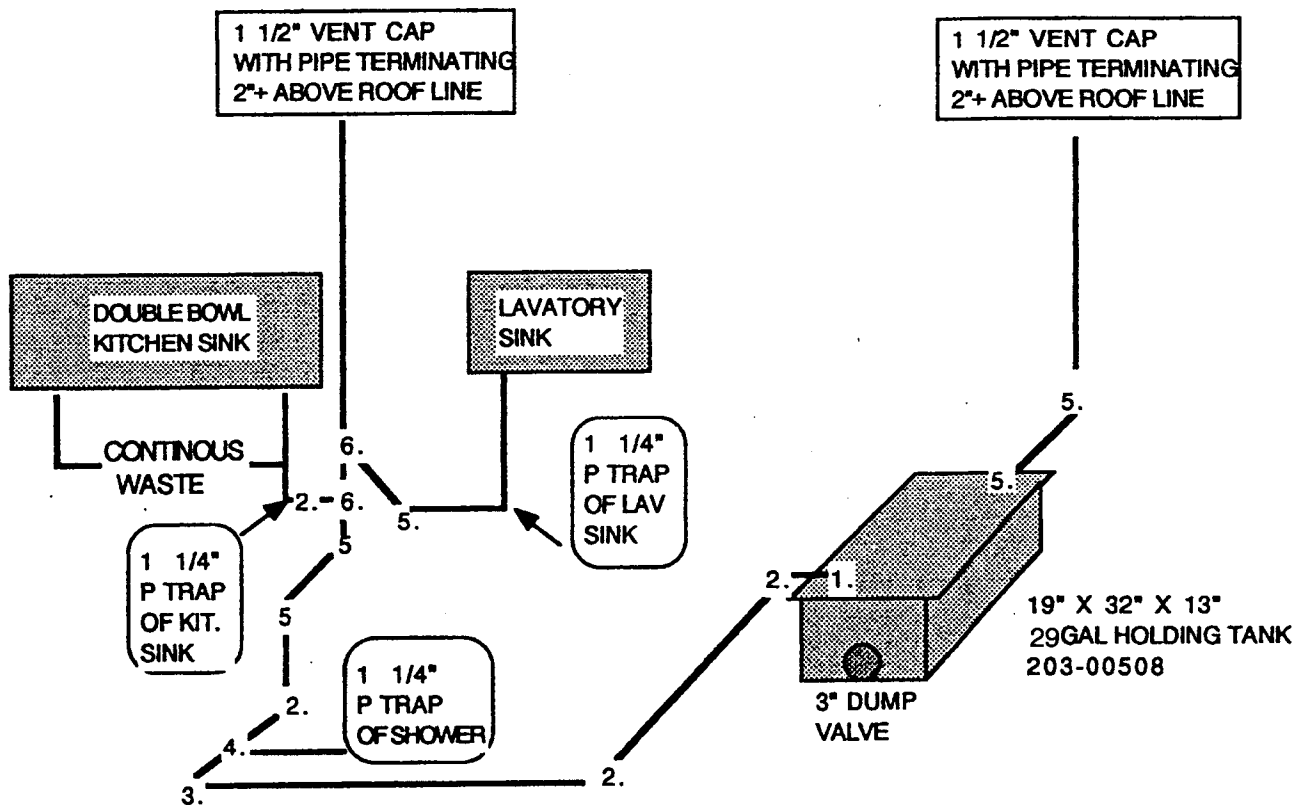 1 1/2" VENT CAP
WITH PIPE TERMINATING
2"+ ABOVE ROOF LINE
1 1/2" VENT CAP
WITH PIPE TERMINATING
2"+ ABOVE ROOF LINE
DOUBLE BOWL
KITCHEN SINK
LAVATORY
SINK
CONTINOUS
WASTE
1 1/4"
P TRAP
OF LAV
SINK
1 1/4"
P TRAP
OF KIT.
SINK
1 1/4"
P TRAP
OF SHOWER
6.
2.
6.
5.
5
5
2.
4.
3.
2.
2.
1.
5.
5.
19" X 32" X 13"
29GAL HOLDING TANK
203-00508
3" DUMP
VALVE